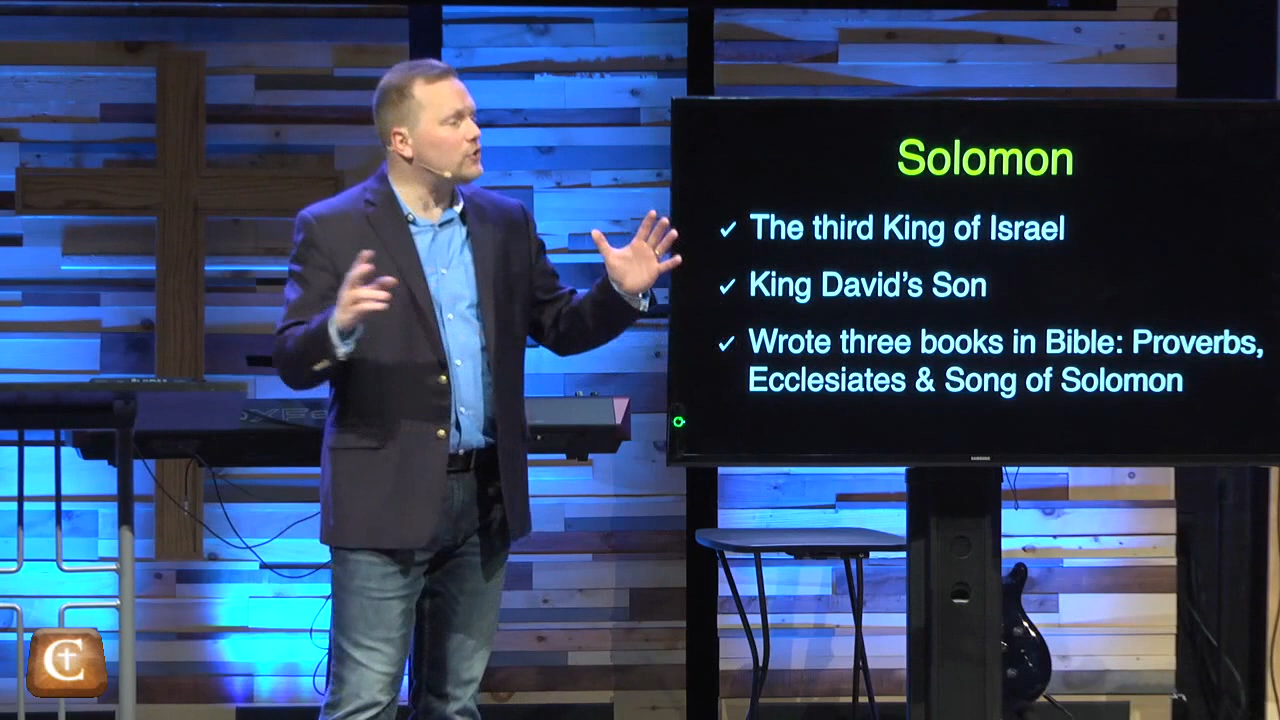 Solomon
✓ The third King of Israel
✓ King David's Son
✓ Wrote three books in Bible: Proverbs,
Ecclesiates & Song of Solomon
SAMSUNG
C